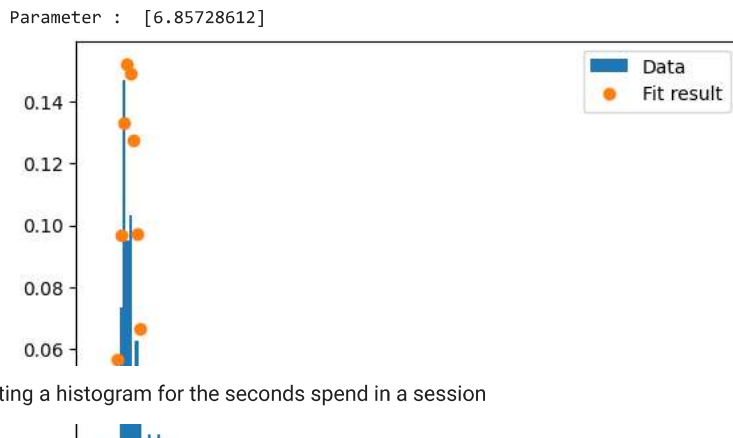 Parameter : [6.85728612]
Data
Fit result
0.14
0.12
0.10
0.08
0.06
ting a histogram for the seconds spend in a session